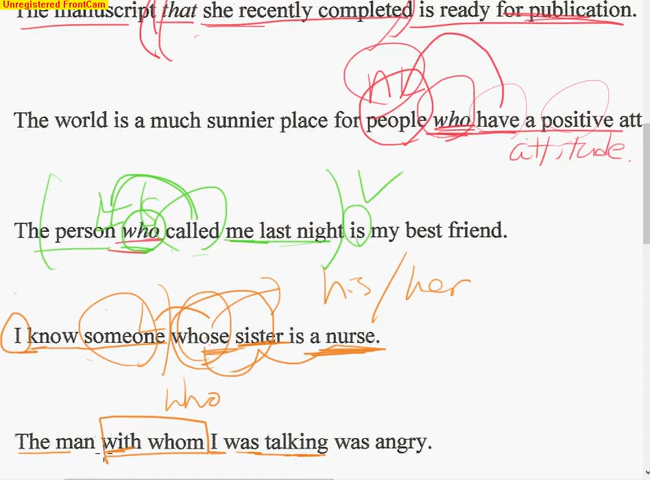 Unregistered FrontCam
The manuscript that she recently completed is ready for publication.
The world is a much sunnier place for people who have a positive att
attitude.
The person who called me last night is my best friend.
his/her
I know someone whose sister is a nurse.
who
The man with whom I was talking was angry.